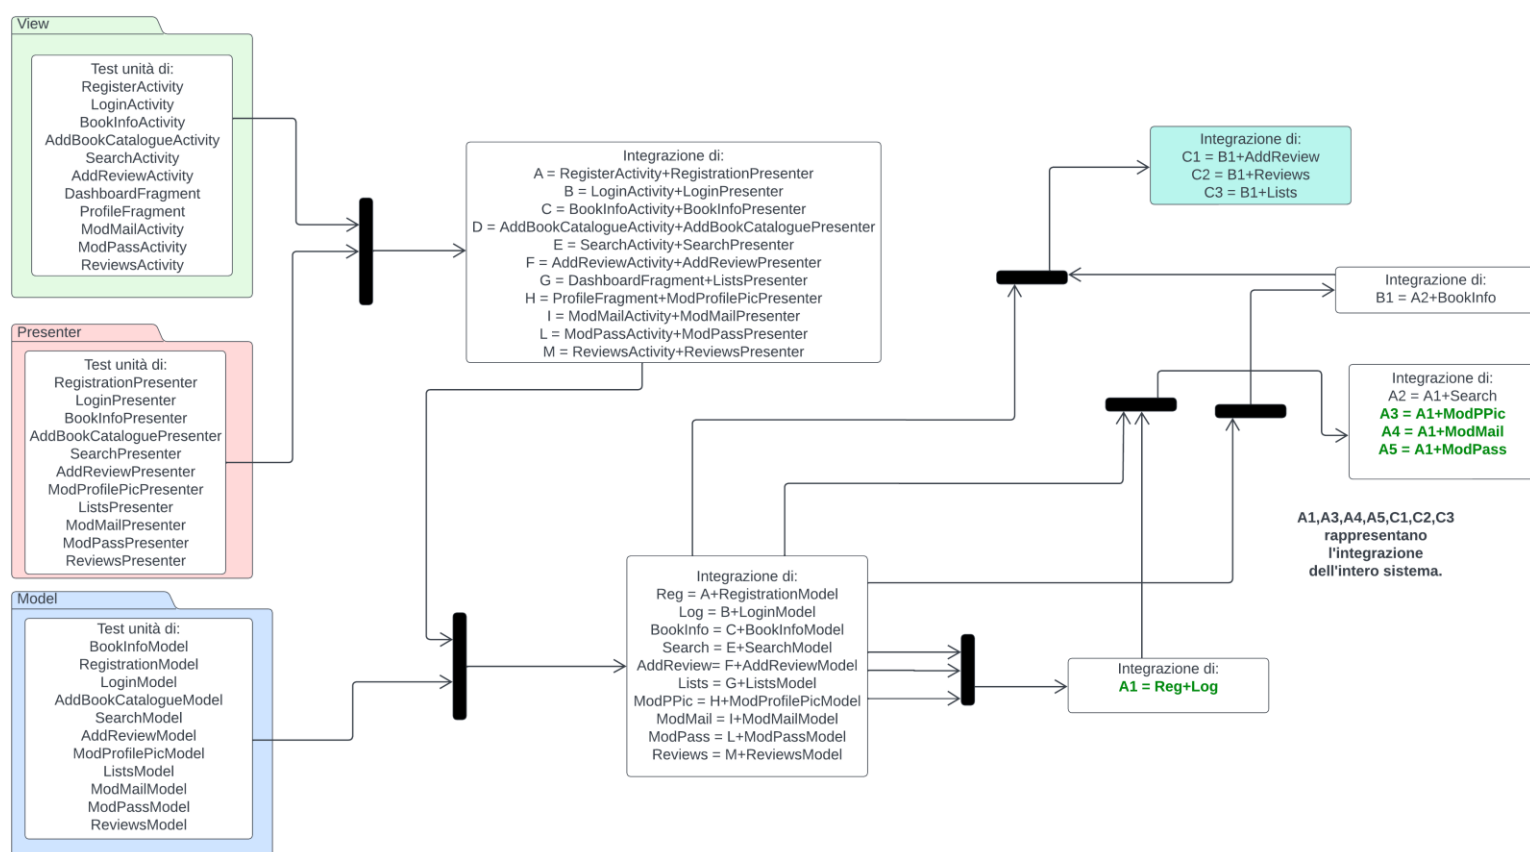 View
Test unità di:
RegisterActivity
LoginActivity
BookInfoActivity
AddBookCatalogueActivity
SearchActivity
AddReviewActivity
DashboardFragment
ProfileFragment
ModMailActivity
ModPassActivity
ReviewsActivity
Presenter
Test unità di:
RegistrationPresenter
LoginPresenter
BookInfoPresenter
AddBookCataloguePresenter
SearchPresenter
AddReviewPresenter
ModProfilePicPresenter
ListsPresenter
ModMailPresenter
ModPassPresenter
ReviewsPresenter
Model
Test unità di:
BookInfoModel
RegistrationModel
LoginModel
AddBookCatalogueModel
SearchModel
AddReviewModel
ModProfilePicModel
ListsModel
ModMailModel
ModPassModel
ReviewsModel
Integrazione di:
A = RegisterActivity+RegistrationPresenter
B = LoginActivity+LoginPresenter
C = BookInfoActivity+BookInfoPresenter
D = AddBookCatalogueActivity+AddBookCataloguePresenter
E = SearchActivity+SearchPresenter
F = AddReviewActivity+AddReviewPresenter
G = DashboardFragment+ListsPresenter
H = ProfileFragment+ModProfilePicPresenter
I = ModMailActivity+ModMailPresenter
L = ModPassActivity+ModPassPresenter
M = ReviewsActivity+ReviewsPresenter
Integrazione di:
Reg = A+RegistrationModel
Log = B+LoginModel
BookInfo = C+BookInfoModel
Search = E+SearchModel
AddReview= F+AddReviewModel
Lists = G+ListsModel
ModPPic = H+ModProfilePicModel
ModMail = I+ModMailModel
ModPass = L+ModPassModel
Reviews = M+ReviewsModel
Integrazione di:
A1 = Reg+Log
Integrazione di:
C1 = B1+AddReview
C2 = B1+Reviews
C3 = B1+Lists
Integrazione di:
B1 = A2+BookInfo
Integrazione di:
A2 = A1+Search
A3 = A1+ModPPic
A4 = A1+ModMail
A5 = A1+ModPass
A1,A3,A4,A5,C1,C2,C3
rappresentano
l'integrazione
dell'intero sistema.